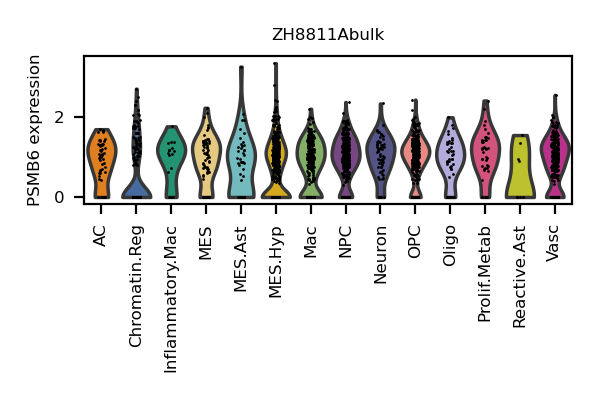 ZH8811Abulk
PSMB6 expression
2
0
AC
Chromatin.Reg
Inflammatory.Mac
MES
MES.Ast
MES.Hyp
Mac
NPC
Neuron
OPC
Oligo
Prolif.Metab
Reactive.Ast
Vasc